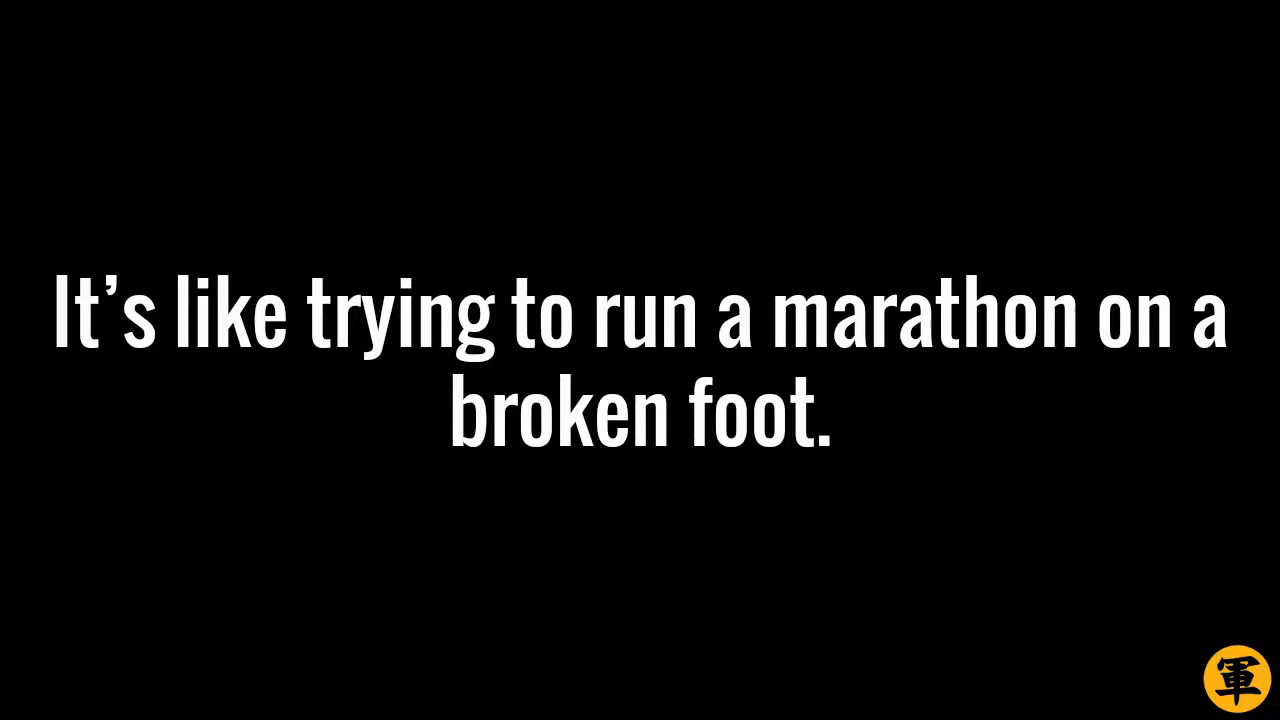 It’s like trying to run a marathon on a
broken foot.
軍